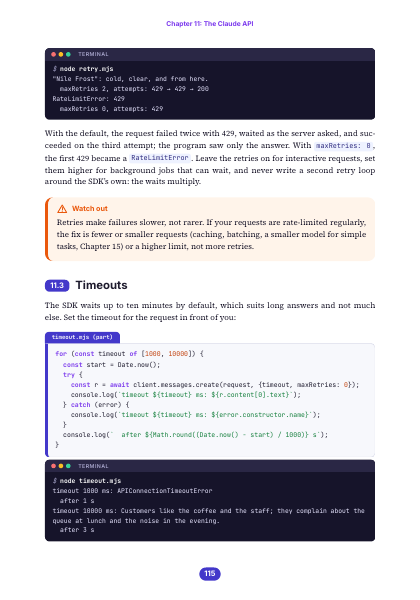 Chapter 11: The Claude API
TERMINAL
$ node retry.mjs
"Nile Frost": cold, clear, and from here.
maxRetries 2, attempts: 429 → 429 → 200
RateLimitError: 429
maxRetries 0, attempts: 429
With the default, the request failed twice with 429, waited as the server asked, and suc-
ceeded on the third attempt; the program saw only the answer. With maxRetries: 0,
the first 429 became a RateLimitError. Leave the retries on for interactive requests, set
them higher for background jobs that can wait, and never write a second retry loop
around the SDK's own: the waits multiply.
Watch out
Retries make failures slower, not rarer. If your requests are rate-limited regularly,
the fix is fewer or smaller requests (caching, batching, a smaller model for simple
tasks, Chapter 15) or a higher limit, not more retries.
11.3 Timeouts
The SDK waits up to ten minutes by default, which suits long answers and not much
else. Set the timeout for the request in front of you:
timeout.mjs (part)
for (const timeout of [1000, 10000]) {
const start = Date.now();
try {
const r = await client.messages.create(request, {timeout, maxRetries: 0});
console.log(`timeout ${timeout} ms: ${r.content[0].text}`);
} catch (error) {
console.log(`timeout ${timeout} ms: ${error.constructor.name}`);
}
console.log(`  after ${Math.round((Date.now() - start) / 1000)} s`);
}
TERMINAL
$ node timeout.mjs
timeout 1000 ms: APIConnectionTimeoutError
after 1 s
timeout 10000 ms: Customers like the coffee and the staff; they complain about the
queue at lunch and the noise in the evening.
after 3 s
115